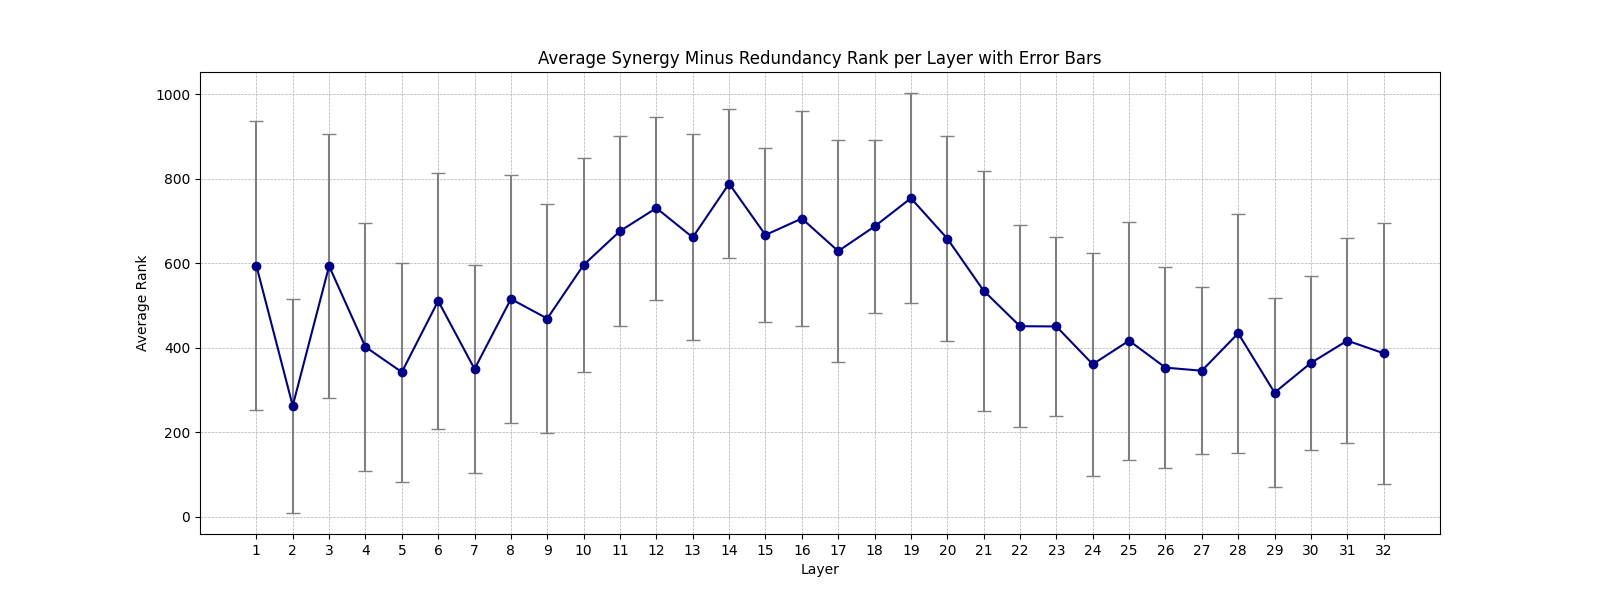 Average Synergy Minus Redundancy Rank per Layer with Error Bars
1000
800
600
400
200
0
Average Rank
1 2 3 4 5 6 7 8 9 10 11 12 13 14 15 16 17 18 19 20 21 22 23 24 25 26 27 28 29 30 31 32
Layer